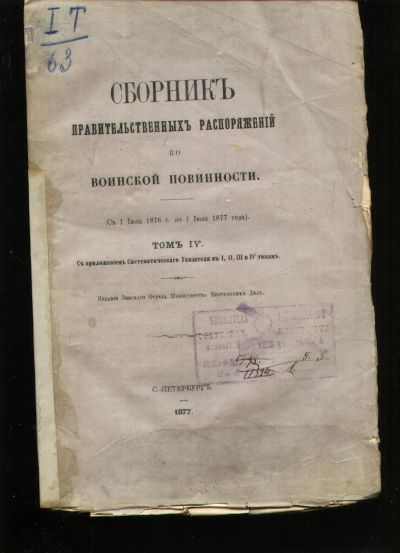 I T
63
СБОРНИКЪ
ПРАВИТЕЛЬСТВЕННЫХЪ РАСПОРЯЖЕНІЙ
ПО
ВОИНСКОЙ ПОВИННОСТИ.
(Съ 1 Іюля 1876 г. по 1 Іюля 1877 года).
ТОМЪ IV.
Съ приложеніемъ Систематическаго Указателя къ I, II, III и IV томамъ.
Изданіе Земскаго Отдѣла Министерства Внутреннихъ Дѣлъ.
БИБЛІОТЕКА
С.-ПЕТЕРБУРГЪ.
1877.